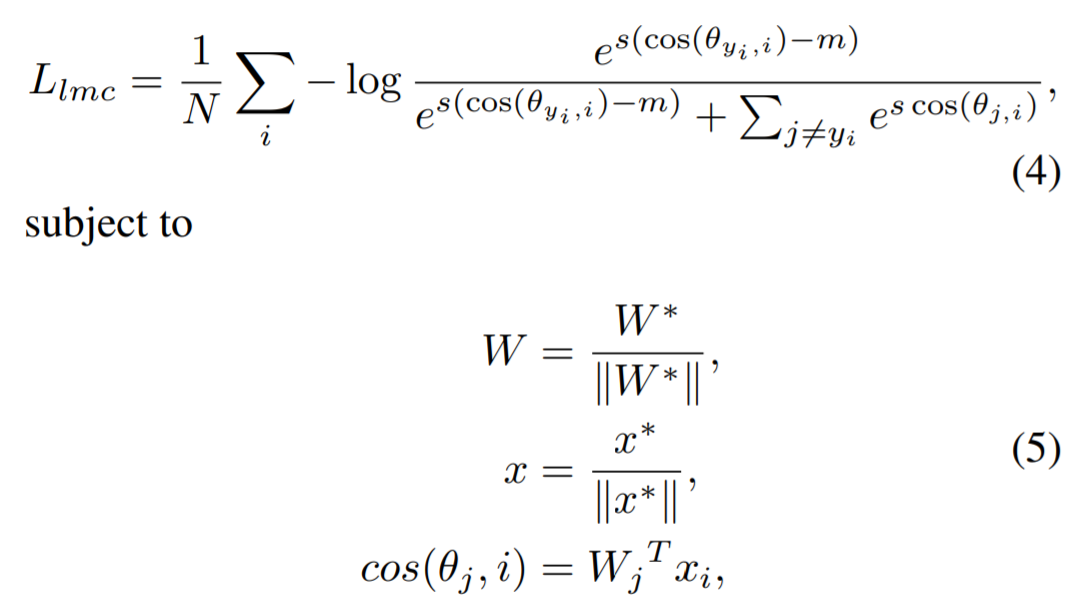 $L_{lmc} = \frac{1}{N} \sum_{i} -\log \frac{e^{s(\cos(\theta_{y_i,i})-m)}}{e^{s(\cos(\theta_{y_i,i})-m)} + \sum_{j \neq y_i} e^{s\cos(\theta_{j,i})}},$
(4)
subject to
$W = \frac{W^*}{\|W^*\|},$
$x = \frac{x^*}{\|x^*\|},$ (5)
$cos(\theta_j, i) = {W_j}^T x_i,$